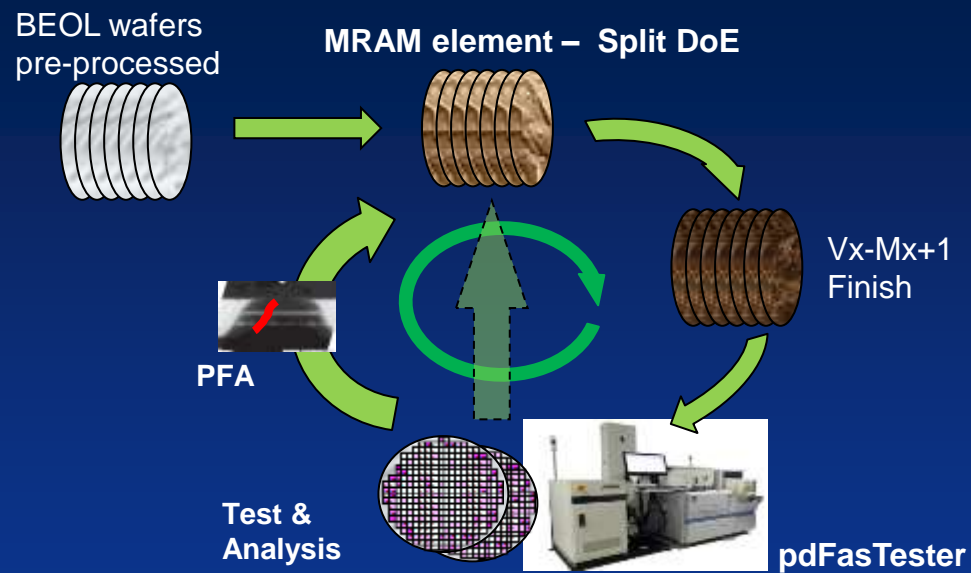 BEOL wafers
pre-processed
MRAM element – Split DoE
Vx-Mx+1
Finish
PFA
Test &
Analysis
pdFasTester